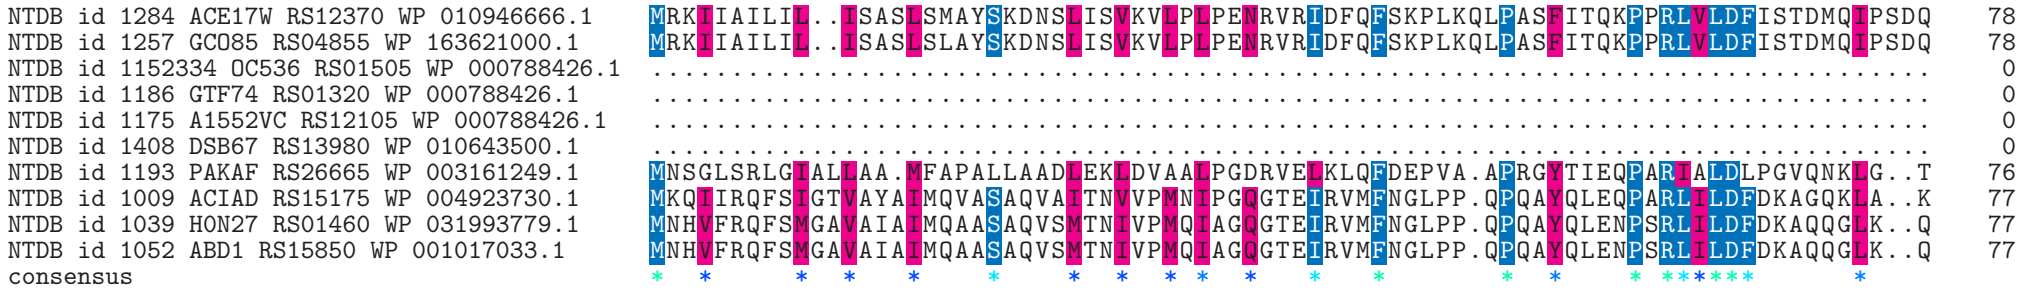 NTDB id 1284 ACE17W RS12370 WP 010946666.1 MRKIIAILIL..ISASLSMAYSKDNSLISVKVLPLPENRVRIDFQFSKPLKQLPASFITQKPPRLVLDFISTDMQIPSDQ 78
NTDB id 1257 GCO85 RS04855 WP 163621000.1 MRKIIAILIL..ISASLSLAYSKDNSLISVKVLPLPENRVRIDFQFSKPLKQLPASFITQKPPRLVLDFISTDMQIPSDQ 78
NTDB id 1152334 OC536 RS01505 WP 000788426.1 ................................................................................ 0
NTDB id 1186 GTF74 RS01320 WP 000788426.1 ................................................................................ 0
NTDB id 1175 A1552VC RS12105 WP 000788426.1 ................................................................................ 0
NTDB id 1408 DSB67 RS13980 WP 010643500.1 ................................................................................ 0
NTDB id 1193 PAKAF RS26665 WP 003161249.1 MNSGLSRLGIALLAA.MFAPALLAADLEKLDVAALPGDRVELKLQFDEPVA.APRGYTIEQPARIALDLPGVQNKLG..T 76
NTDB id 1009 ACIAD RS15175 WP 004923730.1 MKQIIRQFSIGTVAYAIMQVASAQVAITNVVPMNIPGQGTEIRVMFNGLPP.QPQAYQLEQPARLILDFDKAGQKLA..K 77
NTDB id 1039 HON27 RS01460 WP 031993779.1 MNHVFRQFSMGAVAIAIMQAASAQVSMTNIVPMQIAGQGTEIRVMFNGLPP.QPQAYQLENPSRLILDFDKAQQGLK..Q 77
NTDB id 1052 ABD1 RS15850 WP 001017033.1 MNHVFRQFSMGAVAIAIMQAASAQVSMTNIVPMQIAGQGTEIRVMFNGLPP.QPQAYQLENPSRLILDFDKAQQGLK..Q 77
consensus * * * * * * * * * * * * * * * * ****** *